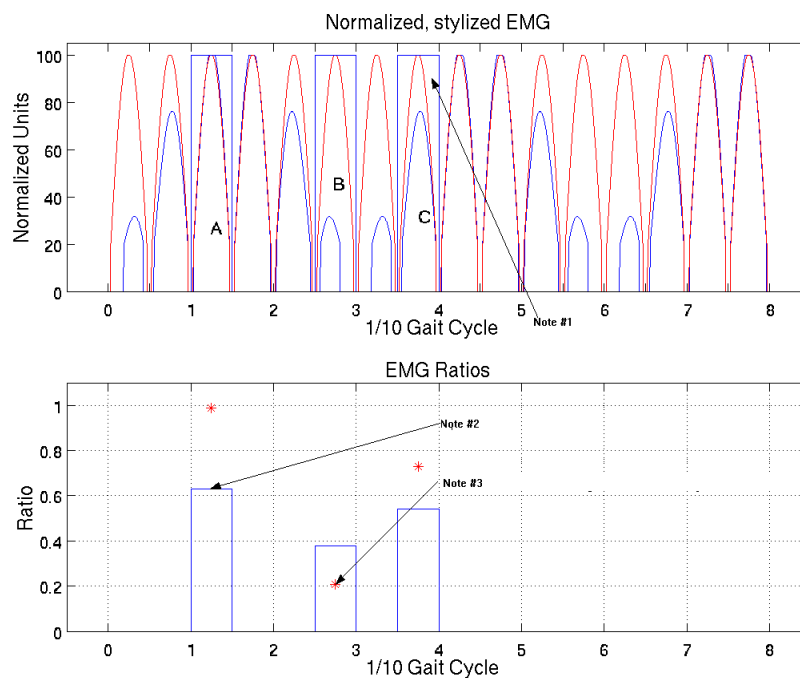 Normalized, stylized EMG
Normalized Units
100
80
60
40
20
0
A
B
C
0 1 2 3 4 5 6 7 8
1/10 Gait Cycle
Note #1
EMG Ratios
Ratio
1
0.8
0.6
0.4
0.2
0
Note #2
Note #3
0 1 2 3 4 5 6 7 8
1/10 Gait Cycle